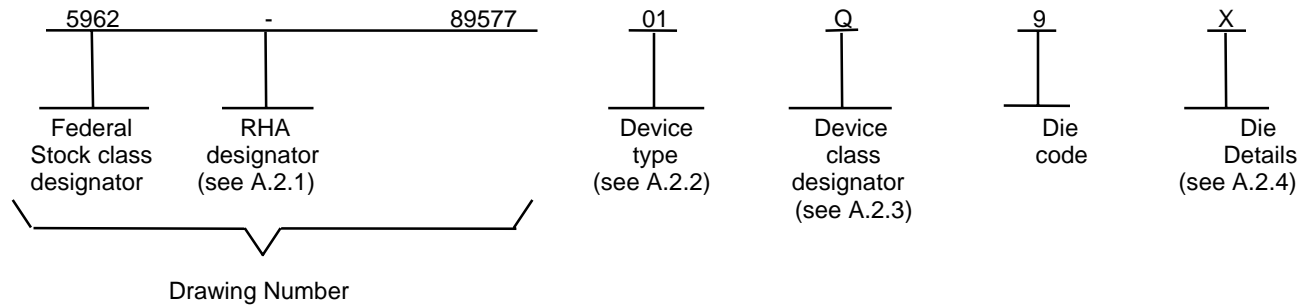 5962 - 89577 01 Q 9 X
Federal Stock class designator
RHA designator (see A.2.1)
Device type (see A.2.2)
Device class designator (see A.2.3)
Die code
Die Details (see A.2.4)
Drawing Number